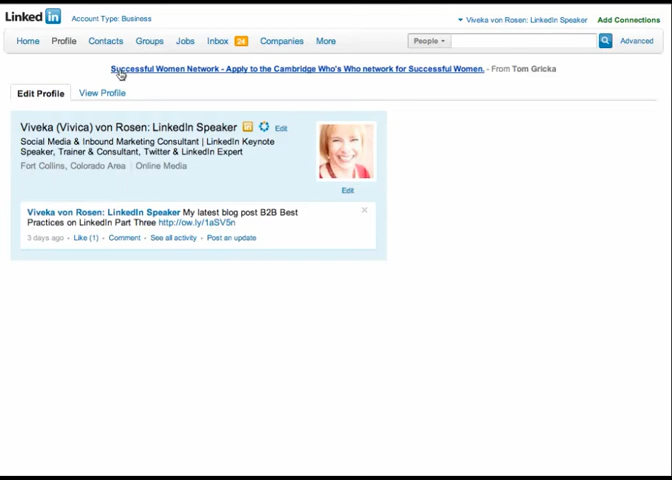 Linked in Account Type: Business Viveka von Rosen: LinkedIn Speaker Add Connections
Home Profile Contacts Groups Jobs Inbox 26 Companies More People Advanced
Successful Women Network - Apply to the Cambridge Who's Who network for Successful Women. - From Tom Gricka
Edit Profile View Profile
Viveka (Vivica) von Rosen: LinkedIn Speaker in Edit
Social Media & Inbound Marketing Consultant | LinkedIn Keynote
Speaker, Trainer & Consultant, Twitter & LinkedIn Expert
Fort Collins, Colorado Area | Online Media
Edit
Viveka von Rosen: LinkedIn Speaker My latest blog post B2B Best
Practices on LinkedIn Part Three http://ow.ly/1aSV5n
3 days ago • Like (1) • Comment • See all activity • Post an update